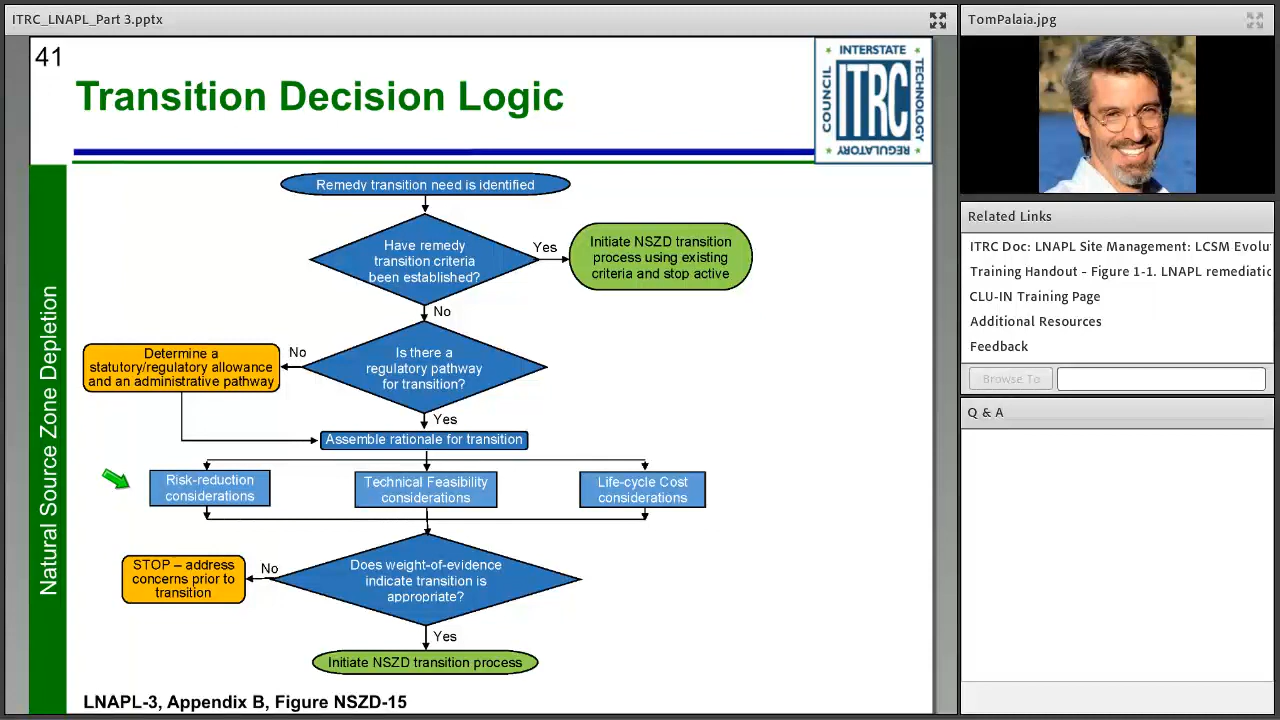 ITRC_LNAPL_Part 3.pptx
TomPalaia.jpg
41
Transition Decision Logic
INTERSTATE
COUNCIL
ITRC
TECHNOLOGY
REGULATORY
Natural Source Zone Depletion
Remedy transition need is identified
Have remedy
transition criteria
been established?
Yes
Initiate NSZD transition
process using existing
criteria and stop active
No
Is there a
regulatory pathway
for transition?
No
Determine a
statutory/regulatory allowance
and an administrative pathway
Yes
Assemble rationale for transition
Risk-reduction
considerations
Technical Feasibility
considerations
Life-cycle Cost
considerations
Does weight-of-evidence
indicate transition is
appropriate?
No
STOP – address
concerns prior to
transition
Yes
Initiate NSZD transition process
LNAPL-3, Appendix B, Figure NSZD-15
Related Links
ITRC Doc: LNAPL Site Management: LCSM Evolu
Training Handout - Figure 1-1. LNAPL remediatic
CLU-IN Training Page
Additional Resources
Feedback
Browse To
Q & A